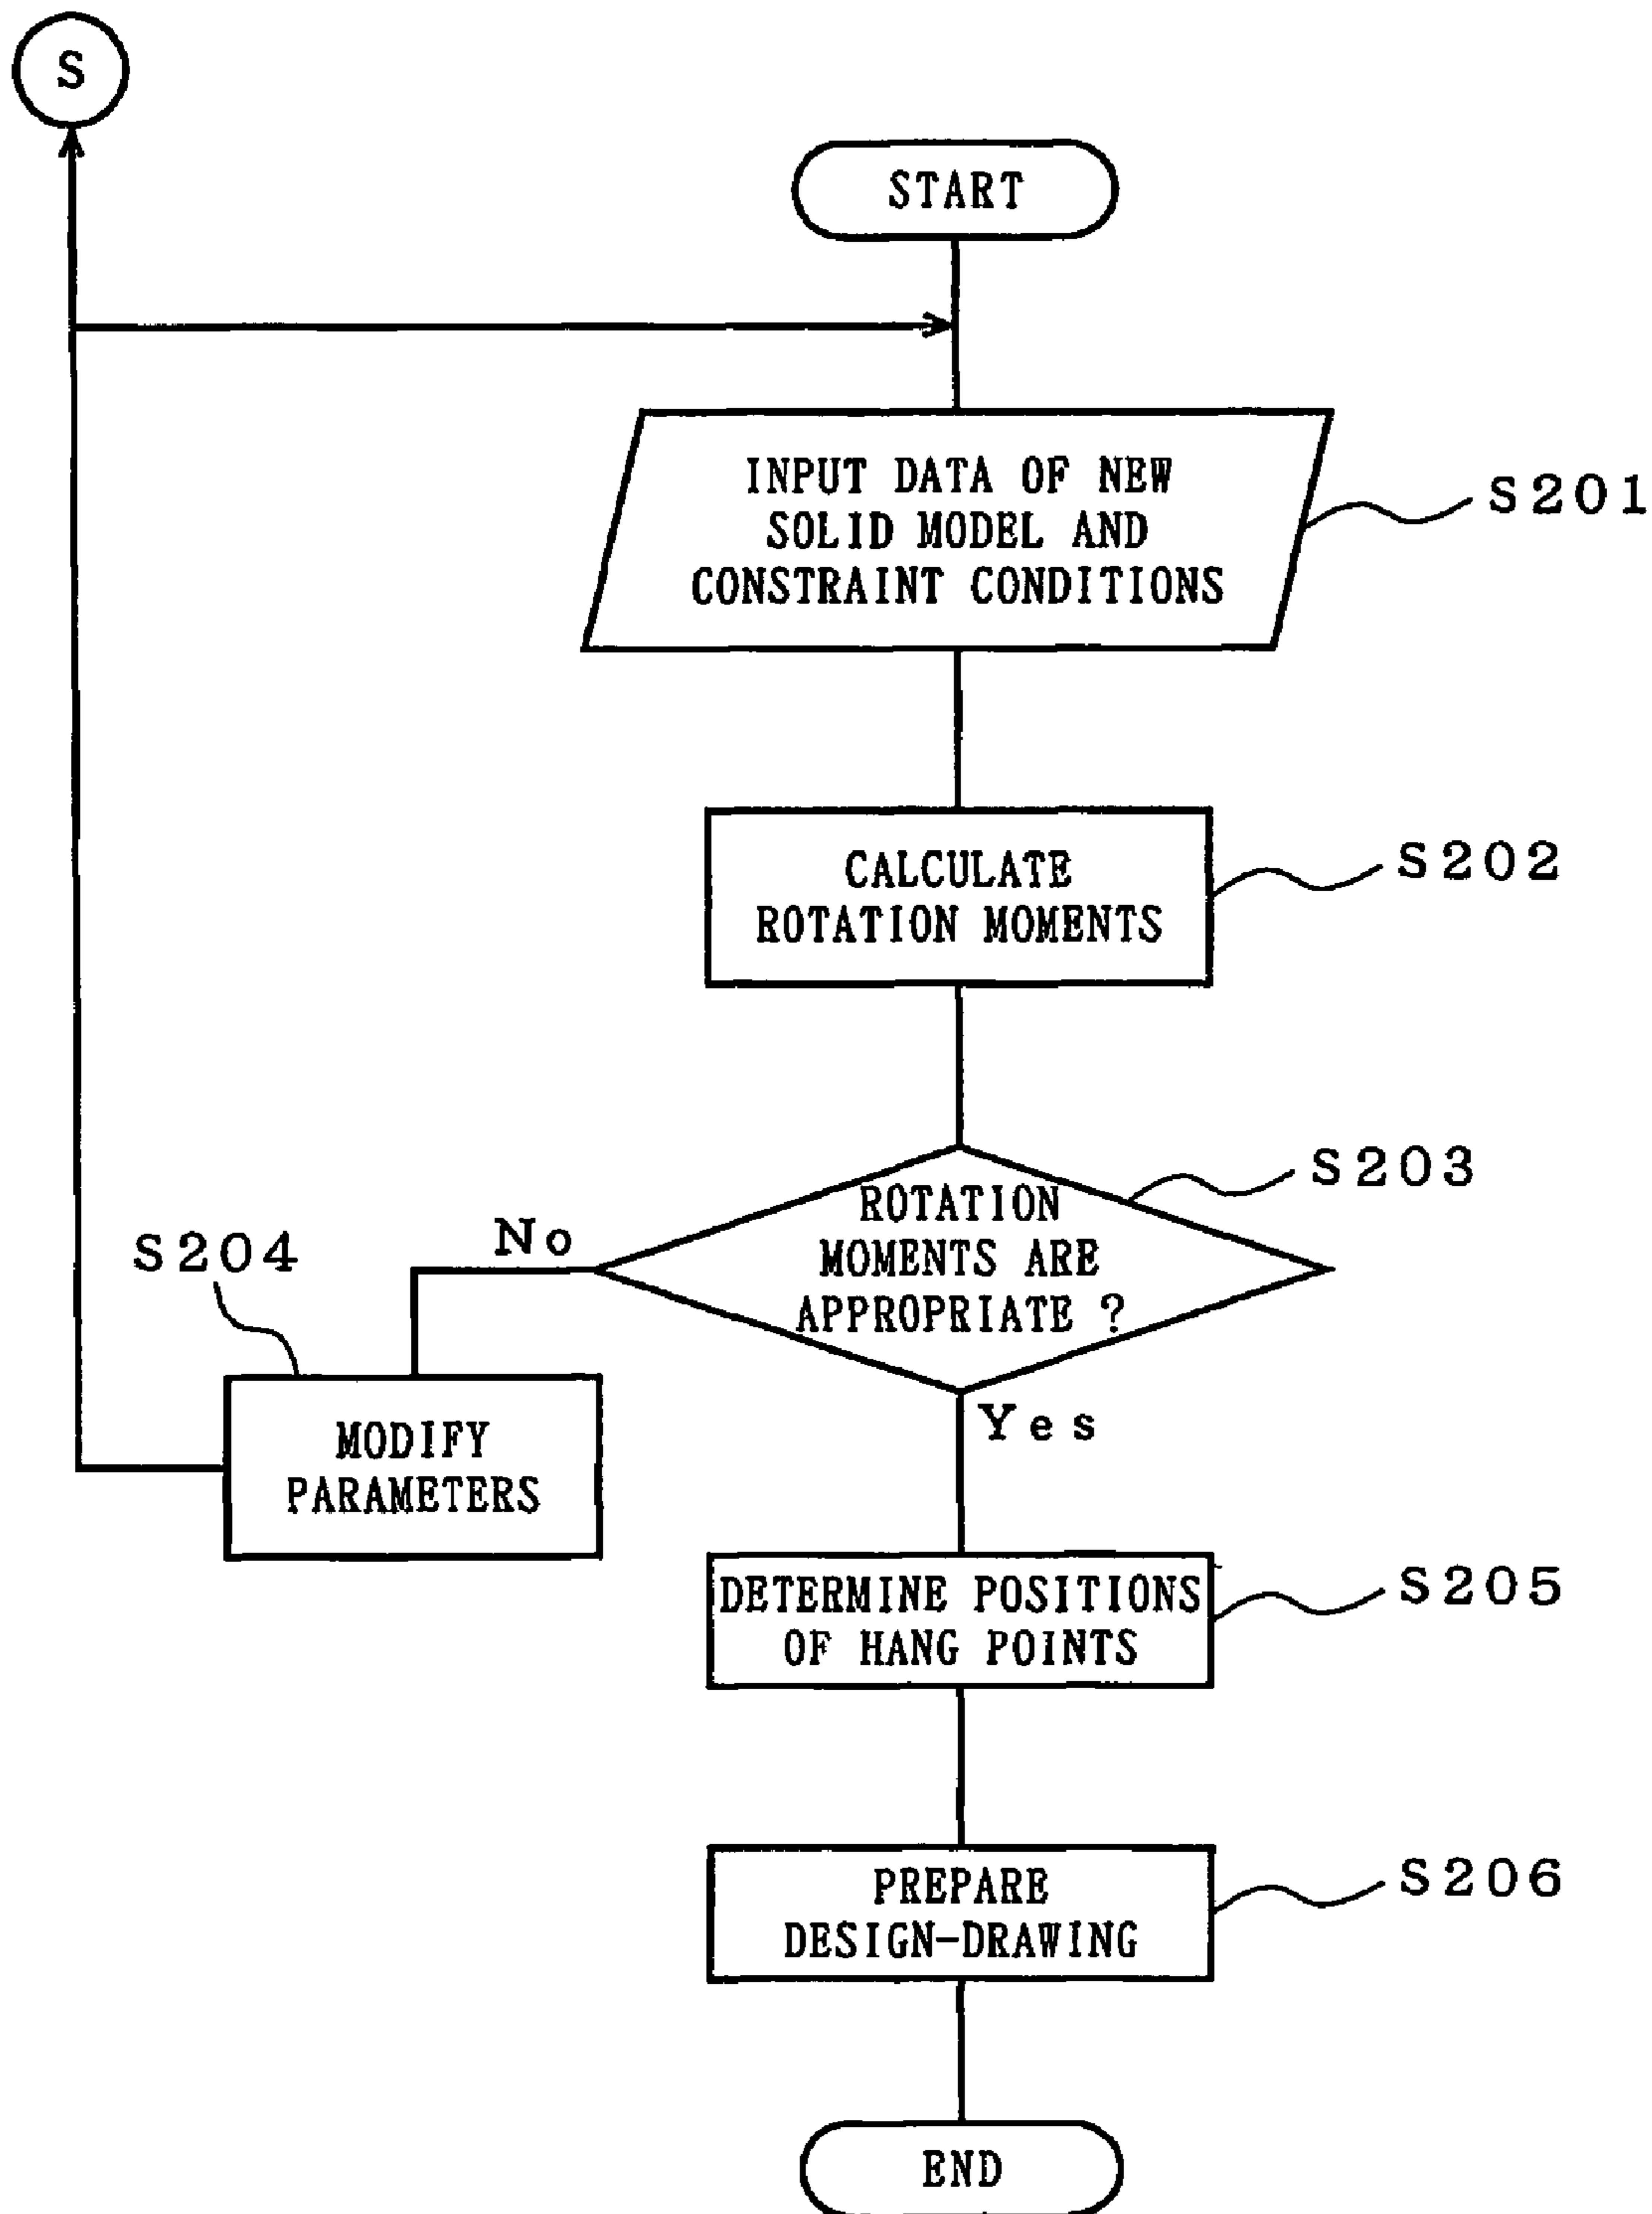 S
START
INPUT DATA OF NEW
SOLID MODEL AND
CONSTRAINT CONDITIONS
S201
CALCULATE
ROTATION MOMENTS
S202
ROTATION
MOMENTS ARE
APPROPRIATE ?
S203
No
S204
MODIFY
PARAMETERS
Yes
DETERMINE POSITIONS
OF HANG POINTS
S205
PREPARE
DESIGN-DRAWING
S206
END